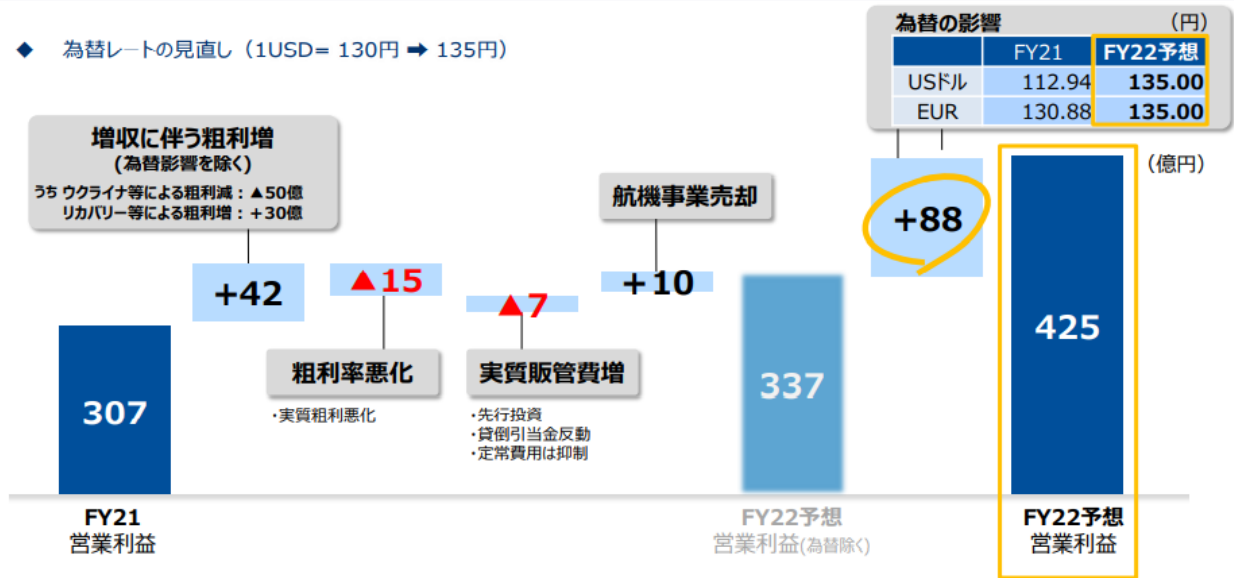 ◆ 為替レートの見直し（1USD= 130円 ➡ 135円）
為替の影響 （円）
FY21 FY22予想
USドル 112.94 135.00
EUR 130.88 135.00
（億円）
増収に伴う粗利増
(為替影響を除く)
うち ウクライナ等による粗利減：▲50億
リカバリー等による粗利増：+30億
航機事業売却
+88
+42
▲15
▲7
+10
425
粗利率悪化
・実質粗利悪化
実質販管費増
・先行投資
・貸倒引当金反動
・定常費用は抑制
337
307
FY21
営業利益
FY22予想
営業利益(為替除く)
FY22予想
営業利益